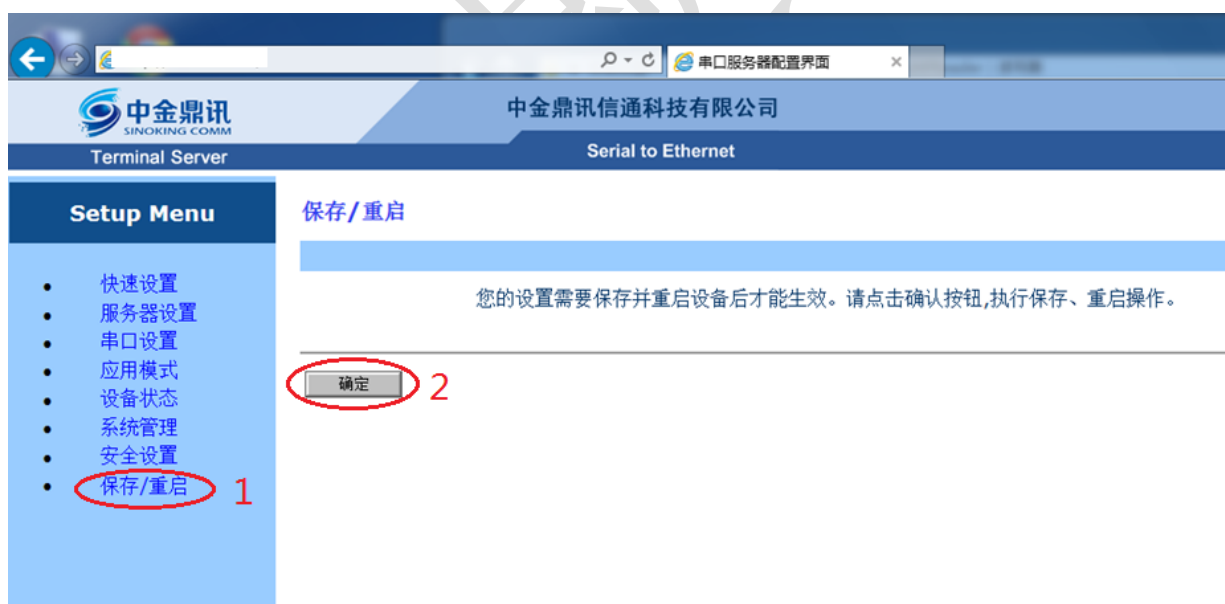 串口服务器配置界面
中金鼎讯
SINOKING COMM
中金鼎讯信通科技有限公司
Terminal Server
Serial to Ethernet
Setup Menu
保存/重启
快速设置
服务器设置
串口设置
应用模式
设备状态
系统管理
安全设置
保存/重启
1
您的设置需要保存并重启设备后才能生效。请点击确认按钮,执行保存、重启操作。
确定
2